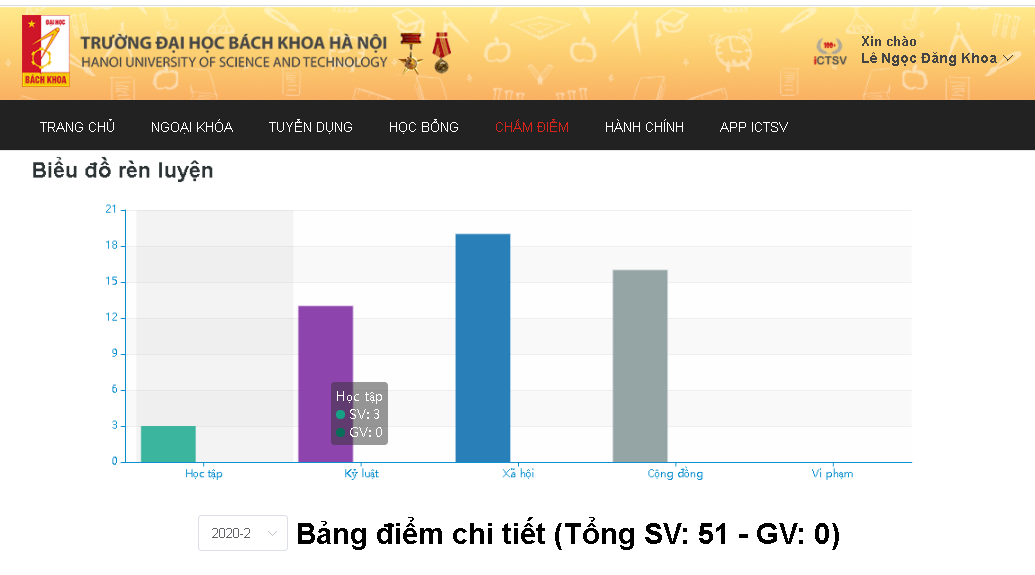 ĐẠI HỌC
BÁCH KHOA
TRƯỜNG ĐẠI HỌC BÁCH KHOA HÀ NỘI
HANOI UNIVERSITY OF SCIENCE AND TECHNOLOGY
iCTSV
Xin chào
Lê Ngọc Đăng Khoa
TRANG CHỦ NGOẠI KHÓA TUYỂN DỤNG HỌC BỔNG CHẤM ĐIỂM HÀNH CHÍNH APP ICTSV
Biểu đồ rèn luyện
21
18
15
12
9
6
3
0
Học tập
SV: 3
GV: 0
Học tập Kỷ luật Xã hội Cộng đồng Vi phạm
2020-2 Bảng điểm chi tiết (Tổng SV: 51 - GV: 0)